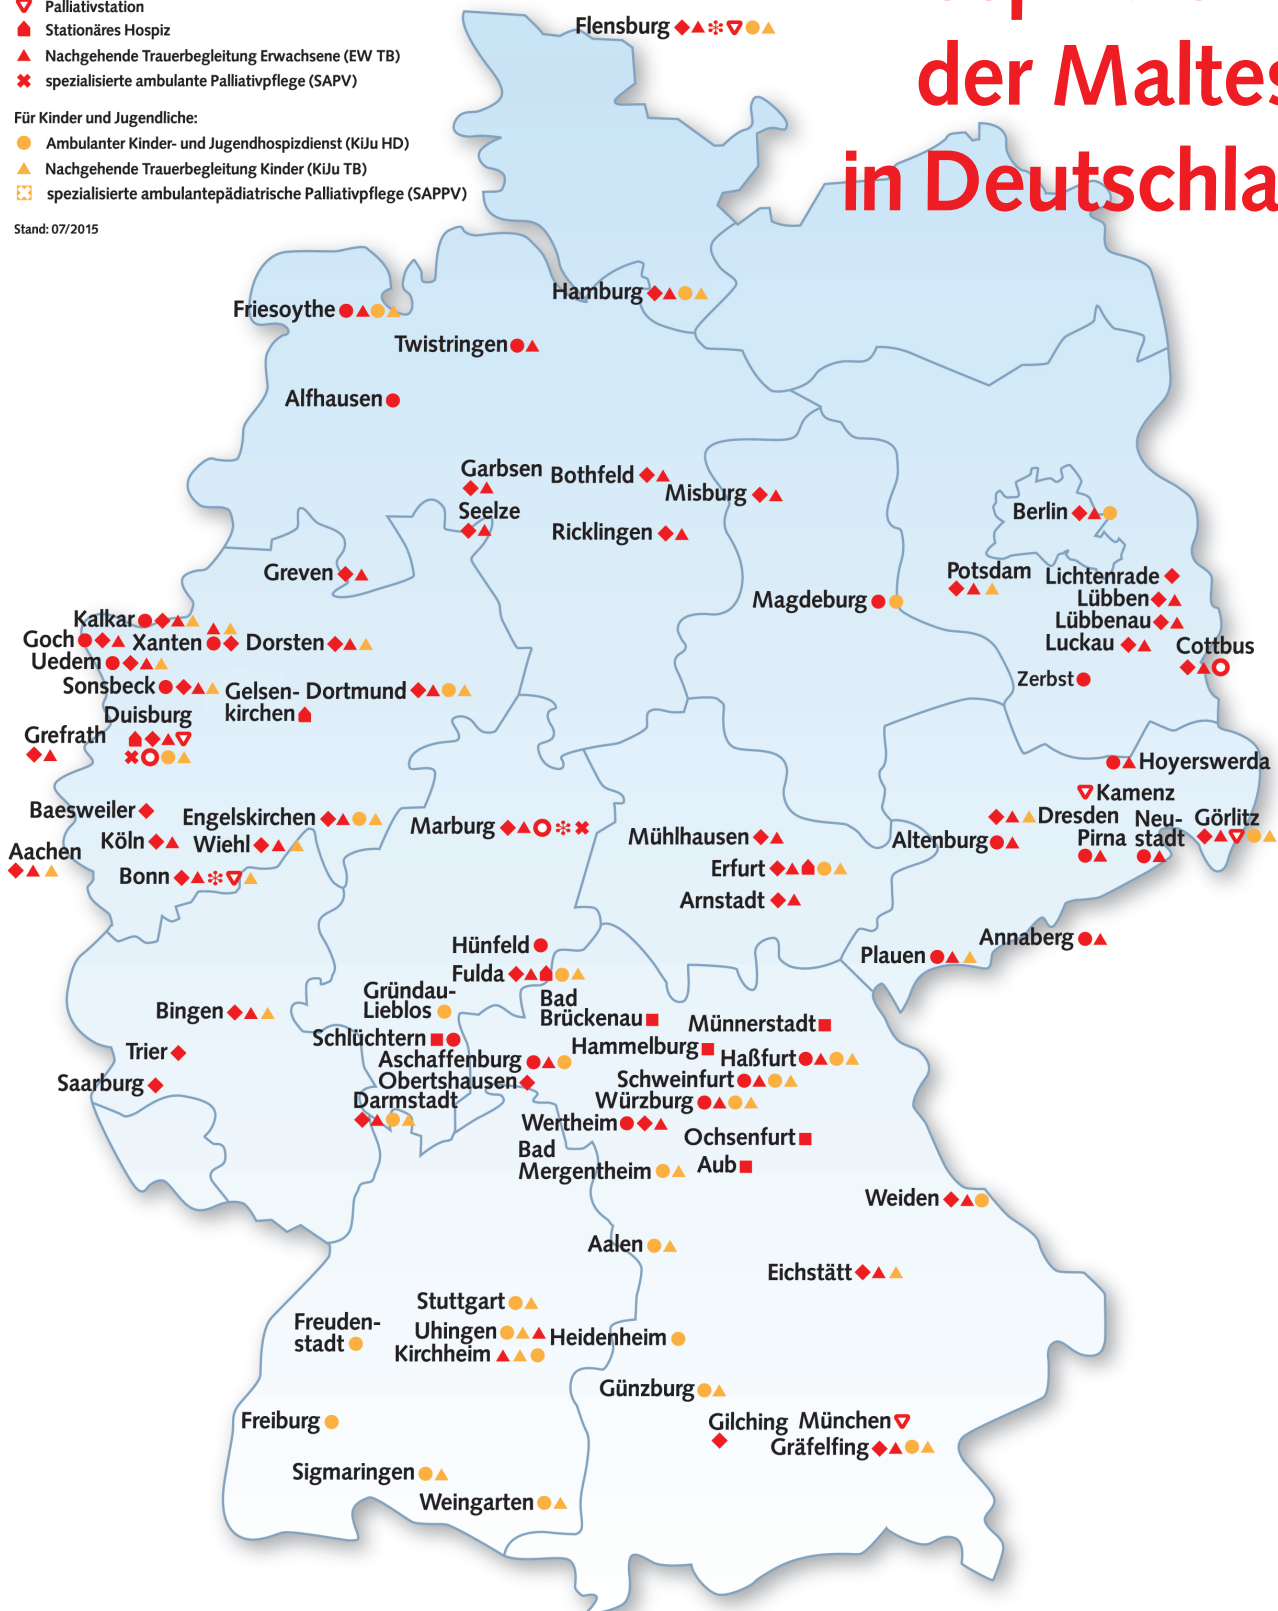 Palliativstation
Stationäres Hospiz
Nachgehende Trauerbegleitung Erwachsene (EW TB)
spezialisierte ambulante Palliativpflege (SAPV)
Für Kinder und Jugendliche:
Ambulanter Kinder- und Jugendhospizdienst (KiJu HD)
Nachgehende Trauerbegleitung Kinder (KiJu TB)
spezialisierte ambulantepädiatrische Palliativpflege (SAPPV)
Stand: 07/2015
der Maltes
in Deutschla
Flensburg
Hamburg
Friesoythe
Twistringen
Alfhausen
Garbsen
Bothfeld
Misburg
Seelze
Ricklingen
Berlin
Greven
Potsdam
Lichtenrade
Magdeburg
Lübben
Kalkar
Lübbenau
Goch
Xanten
Dorsten
Luckau
Cottbus
Uedem
Zerbst
Sonsbeck
Gelsen-
kirchen
Dortmund
Duisburg
Grefrath
Hoyerswerda
Kamenz
Baesweiler
Engelskirchen
Marburg
Mühlhausen
Dresden
Neu-
stadt
Görlitz
Köln
Wiehl
Altenburg
Pirna
Aachen
Bonn
Erfurt
Arnstadt
Hünfeld
Annaberg
Plauen
Fulda
Gründau-
Lieblos
Bad
Brückenau
Bingen
Münnerstadt
Schlüchtern
Hammelburg
Trier
Aschaffenburg
Haßfurt
Saarburg
Obertshausen
Schweinfurt
Darmstadt
Würzburg
Wertheim
Ochsenfurt
Bad
Mergentheim
Aub
Weiden
Aalen
Eichstätt
Stuttgart
Freuden-
stadt
Uhingen
Heidenheim
Kirchheim
Günzburg
Freiburg
Gilching
München
Gräfelfing
Sigmaringen
Weingarten